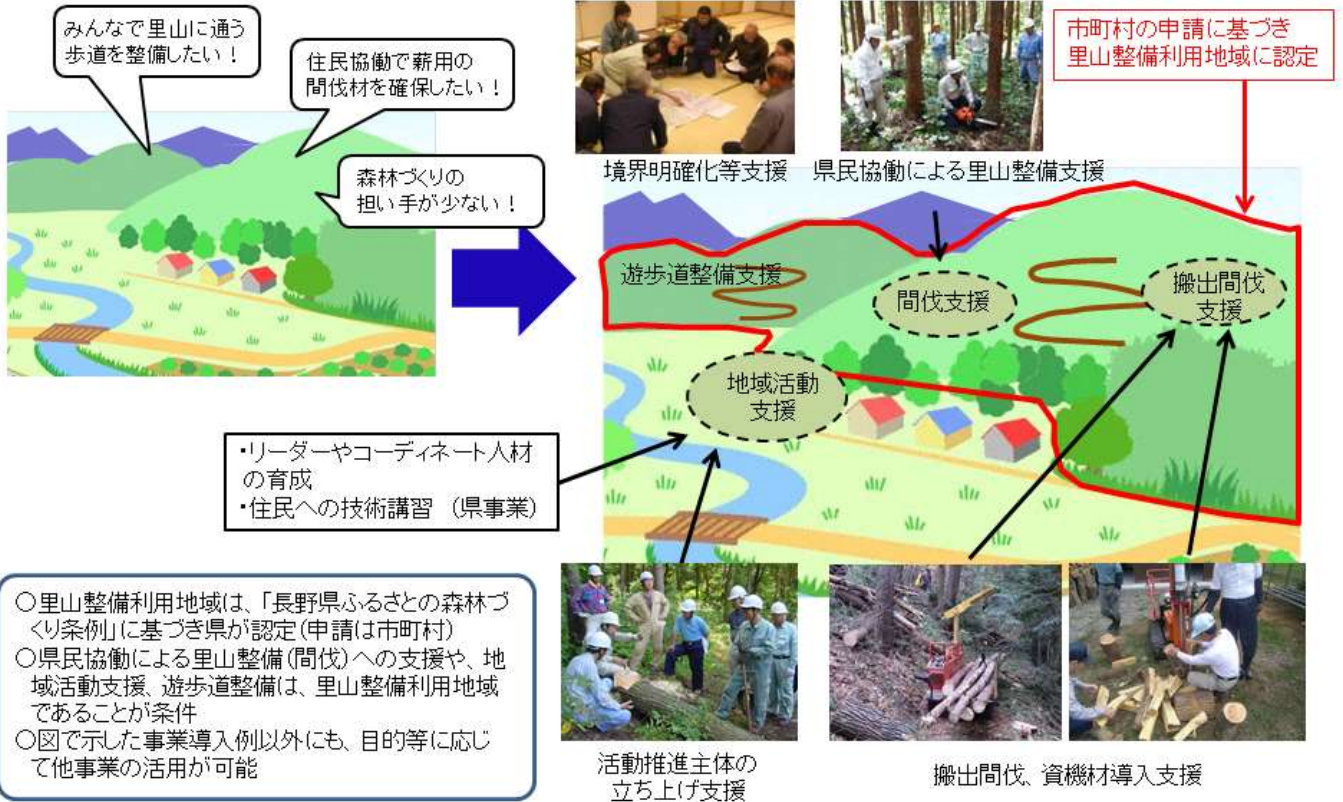 みんなで里山に通う
歩道を整備したい！
住民協働で薪用の
間伐材を確保したい！
森林づくりの
担い手が少ない！
境界明確化等支援
県民協働による里山整備支援
市町村の申請に基づき
里山整備利用地域に認定
遊歩道整備支援
間伐支援
搬出間伐
支援
地域活動
支援
・リーダーやコーディネート人材
の育成
・住民への技術講習 （県事業）
○里山整備利用地域は、「長野県ふるさとの森林づ
くり条例」に基づき県が認定(申請は市町村)
○県民協働による里山整備(間伐)への支援や、地
域活動支援、遊歩道整備は、里山整備利用地域
であることが条件
○図で示した事業導入例以外にも、目的等に応じ
て他事業の活用が可能
活動推進主体の
立ち上げ支援
搬出間伐、資機材導入支援